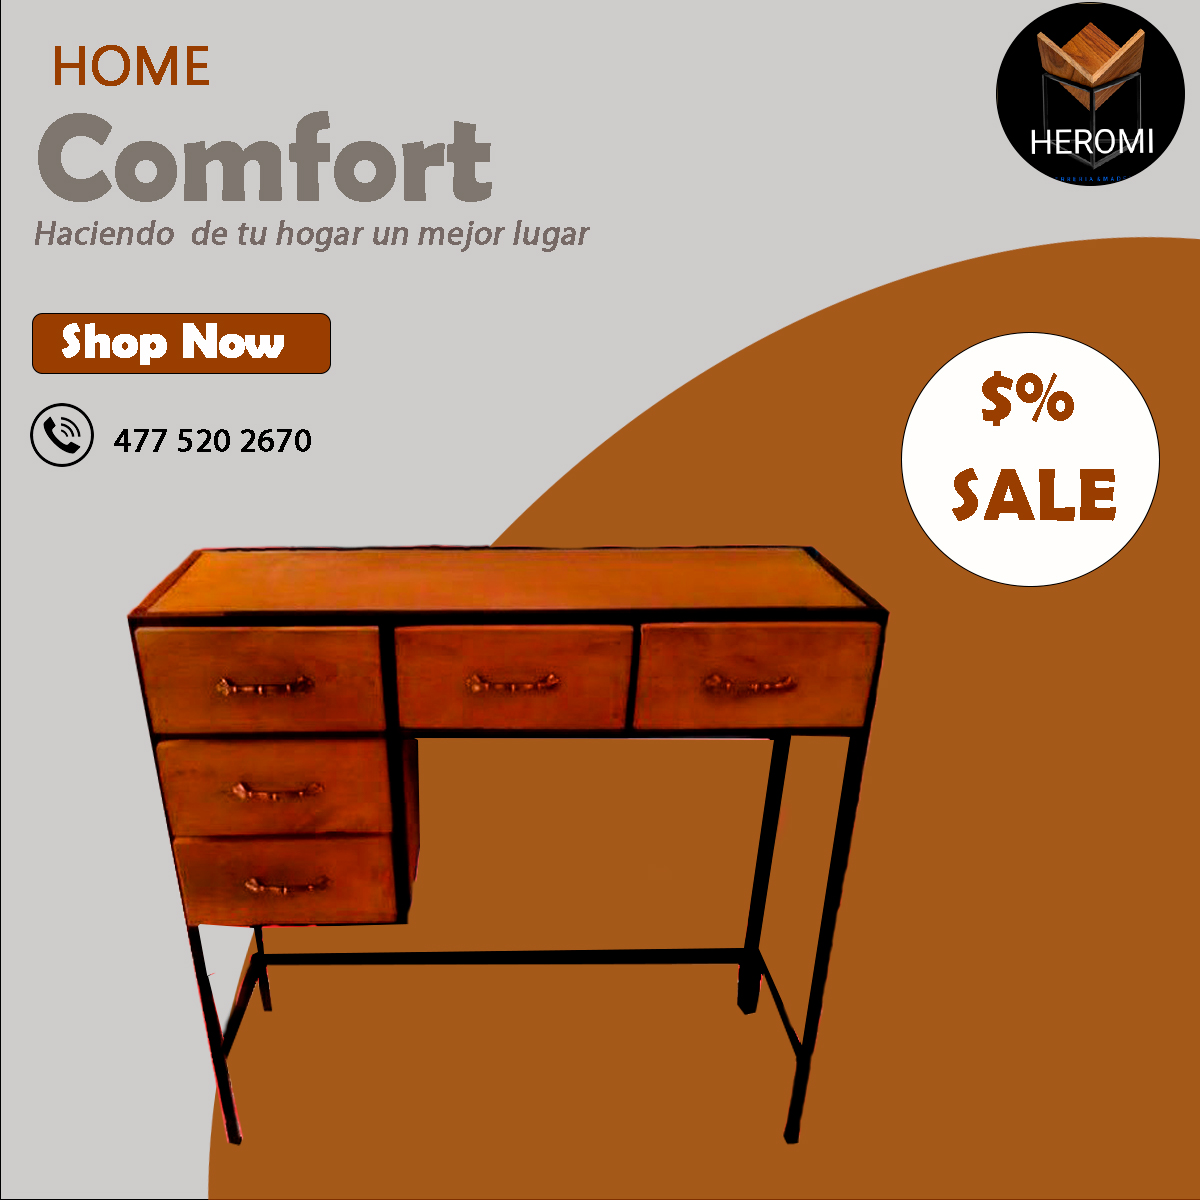 HOME
Comfort
Haciendo de tu hogar un mejor lugar
Shop Now
477 520 2670
HEROMI
$%
SALE